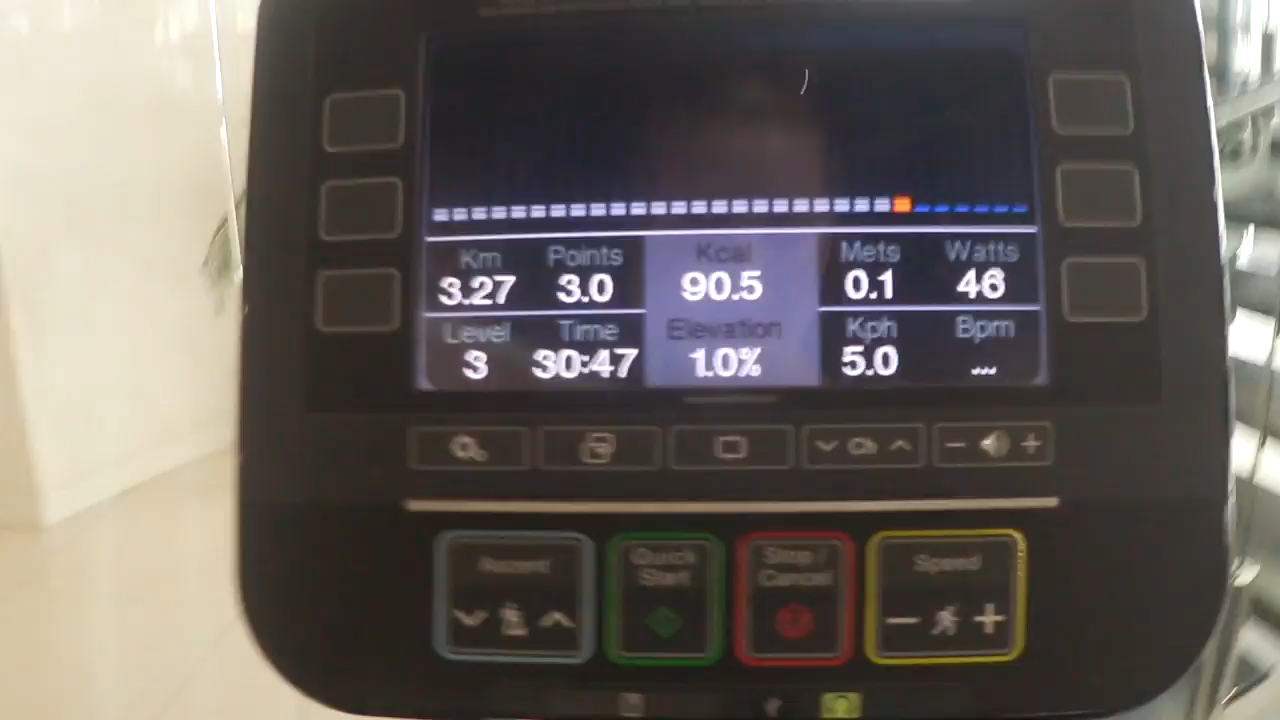 Km Points Kcal Mets Watts
3.27 3.0 90.5 0.1 46
Level Time Elevation Kph Bpm
3 30:47 1.0% 5.0 ...
Ch
Quick Start
Stop / Cancel
Speed
− +